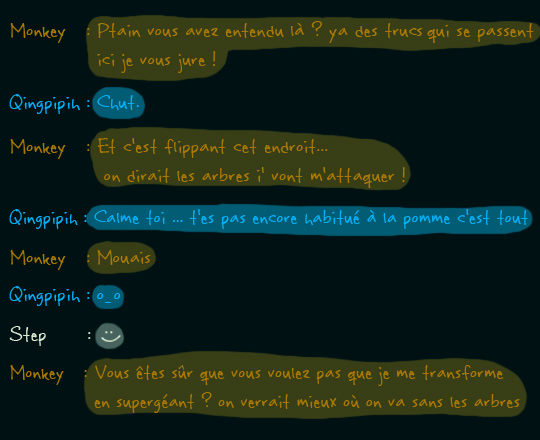 Monkey : Ptain vous avez entendu là ? ya des trucs qui se passent
ici je vous jure !
Qingpipih : Chut.
Monkey : Et c'est flippant cet endroit...
on dirait les arbres i' vont m'attaquer !
Qingpipih : Calme toi ... t'es pas encore habitué à la pomme c'est tout
Monkey : Mouais
Qingpipih : o_o
Step :
Monkey : Vous êtes sûr que vous voulez pas que je me transforme
en supergéant ? on verrait mieux où on va sans les arbres